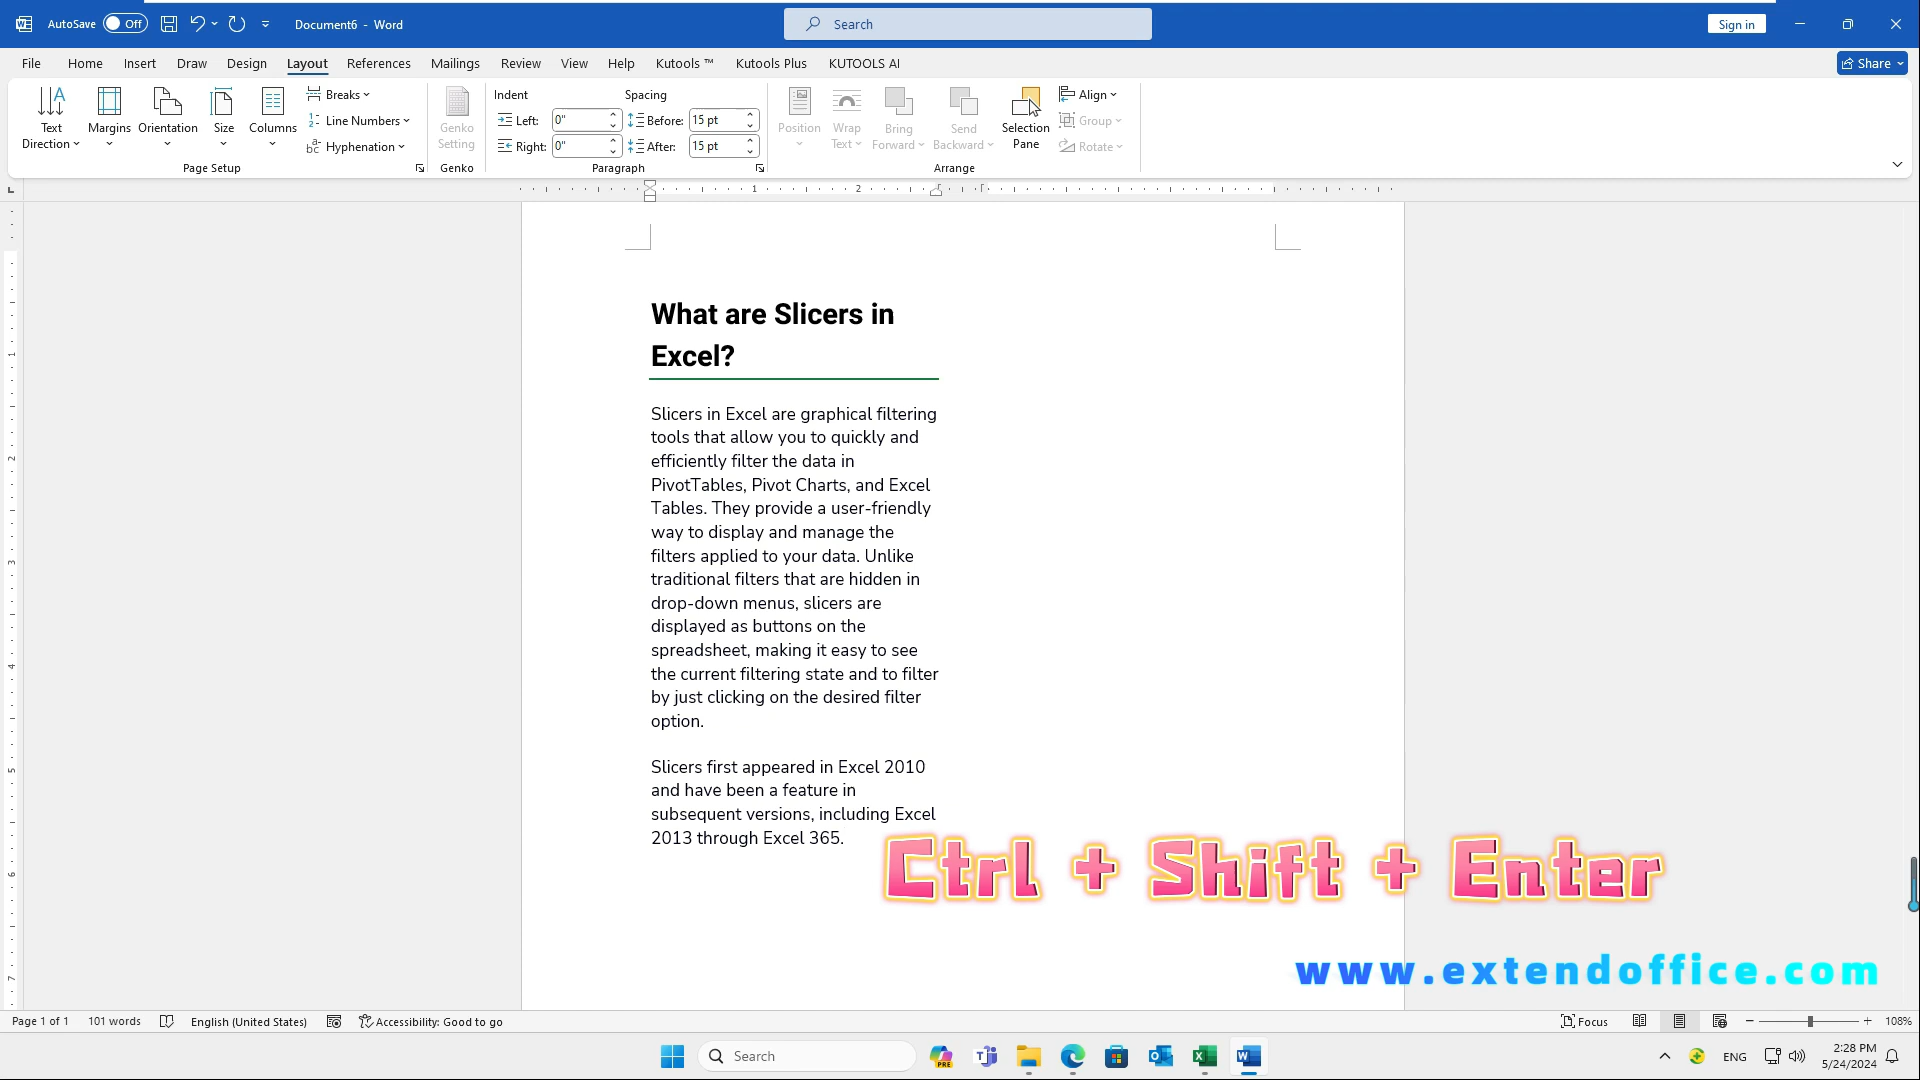 AutoSave Off Document6 - Word Search Sign in
File Home Insert Draw Design Layout References Mailings Review View Help Kutools ™ Kutools Plus KUTOOLS AI Share
Text Direction Margins Orientation Size Columns
Breaks
Line Numbers
Hyphenation
Page Setup
Genko Setting
Genko
Indent Spacing
Left: 0" Before: 15 pt
Right: 0" After: 15 pt
Paragraph
Position Wrap Text Bring Forward Send Backward Selection Pane
Align
Group
Rotate
Arrange
1 2
What are Slicers in
Excel?
Slicers in Excel are graphical filtering
tools that allow you to quickly and
efficiently filter the data in
PivotTables, Pivot Charts, and Excel
Tables. They provide a user-friendly
way to display and manage the
filters applied to your data. Unlike
traditional filters that are hidden in
drop-down menus, slicers are
displayed as buttons on the
spreadsheet, making it easy to see
the current filtering state and to filter
by just clicking on the desired filter
option.
Slicers first appeared in Excel 2010
and have been a feature in
subsequent versions, including Excel
2013 through Excel 365.
Ctrl + Shift + Enter
www.extendoffice.com
1
2
3
4
5
6
7
Page 1 of 1 101 words English (United States) Accessibility: Good to go Focus 108%
Search ENG 2:28 PM
5/24/2024